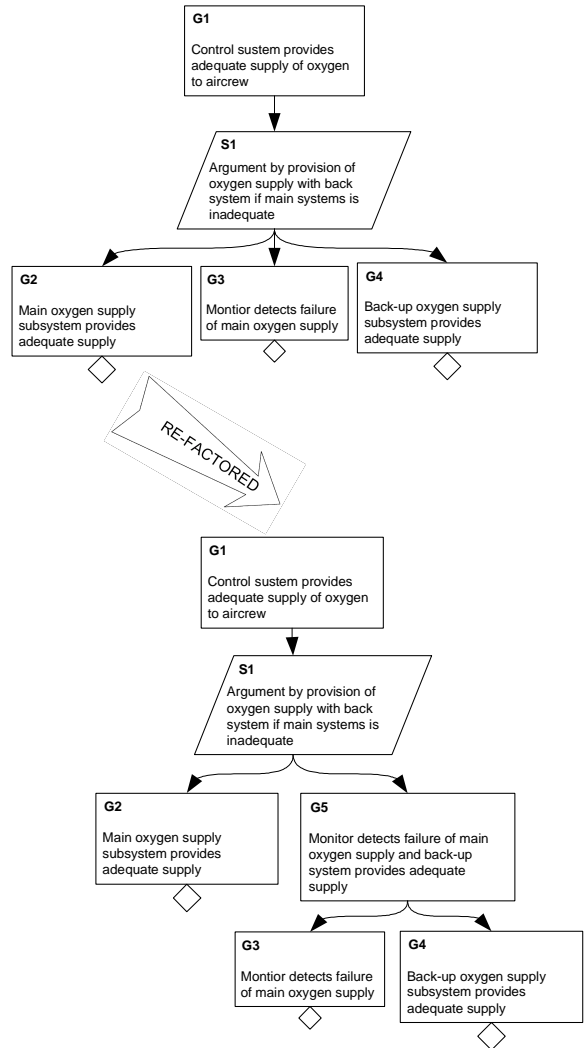 G1
Control sustem provides
adequate supply of oxygen
to aircrew
S1
Argument by provision of
oxygen supply with back
system if main systems is
inadequate
G2
Main oxygen supply
subsystem provides
adequate supply
G3
Montior detects failure
of main oxygen supply
G4
Back-up oxygen supply
subsystem provides
adequate supply
RE-FACTORED
G1
Control sustem provides
adequate supply of oxygen
to aircrew
S1
Argument by provision of
oxygen supply with back
system if main systems is
inadequate
G2
Main oxygen supply
subsystem provides
adequate supply
G5
Monitor detects failure of main
oxygen supply and back-up
system provides adequate
supply
G3
Montior detects failure
of main oxygen supply
G4
Back-up oxygen supply
subsystem provides
adequate supply